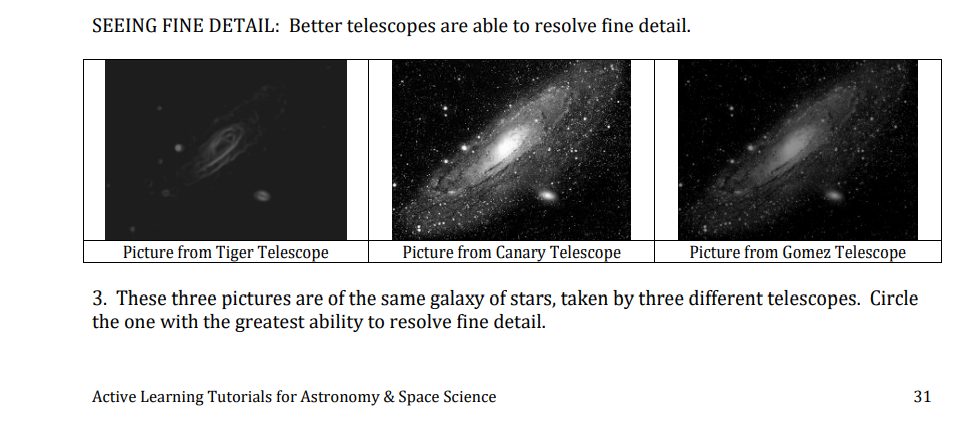 SEEING FINE DETAIL:  Better telescopes are able to resolve fine detail.
Picture from Tiger Telescope
Picture from Canary Telescope
Picture from Gomez Telescope
3.  These three pictures are of the same galaxy of stars, taken by three different telescopes.  Circle
the one with the greatest ability to resolve fine detail.
Active Learning Tutorials for Astronomy & Space Science
31